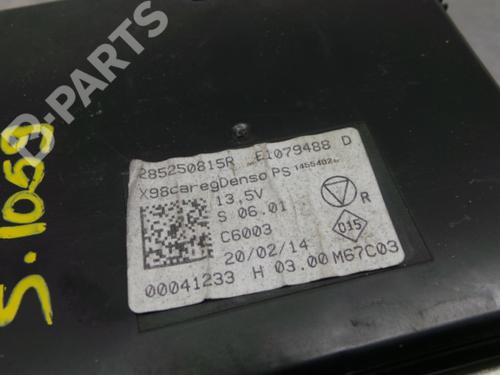 B-PARTS
285250815R E1079488 D
X98caregDenso PS 1455402
13,5V
S 06.01
C6003
20/02/14
00041233 H 03.00 M67C03
R
015
S.1059